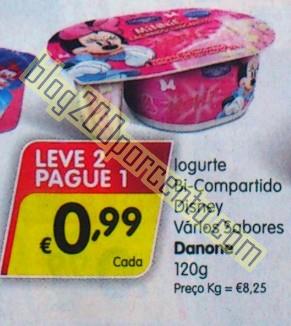 MINNIE
LEVE 2
PAGUE 1
€0,99
Cada
Iogurte
Bi-Compartido
Disney
Vários Sabores
Danone
120g
Preço Kg = €8,25
blog200porcento.com